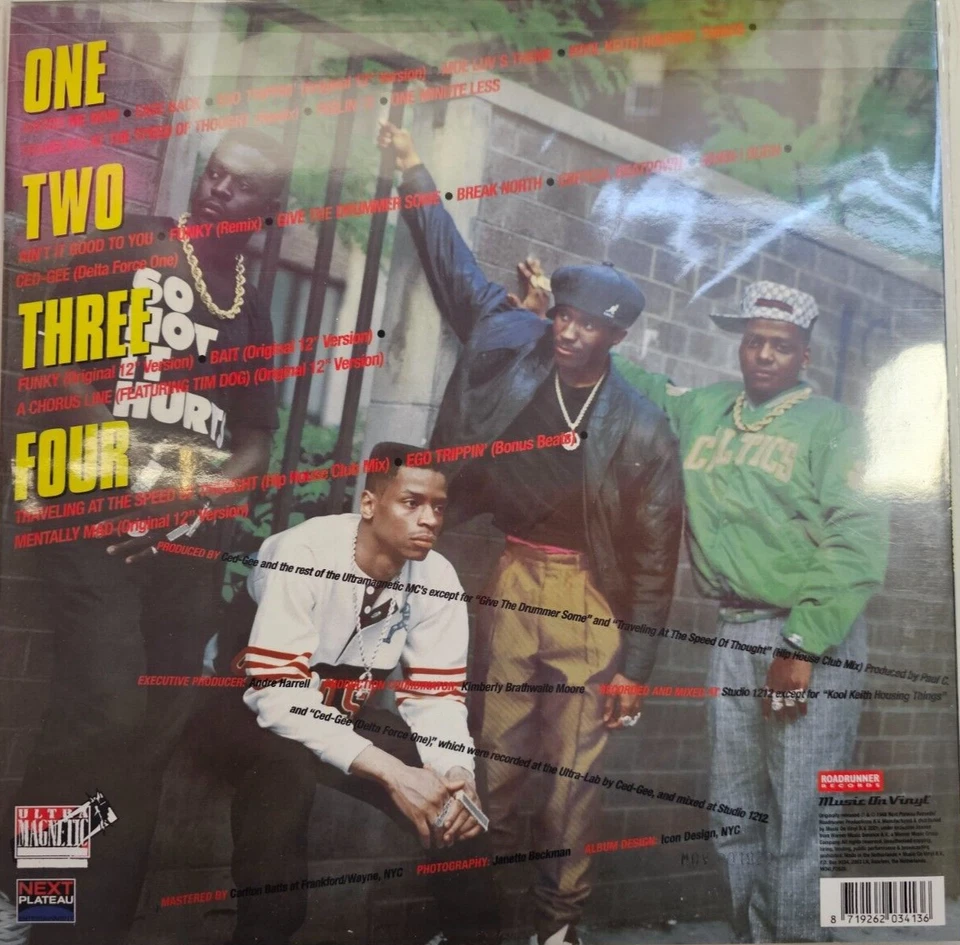 ONE
WATCH ME NOW • EASE BACK • EGO TRIPPIN' (Original 12" Version) • MOE LUV'S THEME • KOOL KEITH HOUSING THINGS •
TRAVELING AT THE SPEED OF THOUGHT • FEELIN' IT • ONE MINUTE LESS
TWO
AIN'T IT GOOD TO YOU • FUNKY (Remix) • GIVE THE DRUMMER SOME • BREAK NORTH • CRITICAL BEATDOWN • WHEN I BURN •
CED-GEE (Delta Force One)
THREE
FUNKY (Original 12" Version) • BAIT (Original 12" Version) •
A CHORUS LINE (FEATURING TIM DOG) (Original 12" Version)
FOUR
TRAVELING AT THE SPEED OF THOUGHT (Hip House Club Mix) • EGO TRIPPIN' (Bonus Beats) •
MENTALLY MAD (Original 12" Version)
SO
HOT
IT
HURTS
CELTICS
PRODUCED BY Ced-Gee and the rest of the Ultramagnetic MC's except for "Give The Drummer Some" and "Traveling At The Speed Of Thought" (Hip House Club Mix) Produced by Paul C.
EXECUTIVE PRODUCER: Andre Harrell PRODUCTION COORDINATOR: Kimberly Brathwaite Moore RECORDED AND MIXED AT Studio 1212 except for "Kool Keith Housing Things"
and "Ced-Gee (Delta Force One)," which were recorded at the Ultra-Lab by Ced-Gee, and mixed at Studio 1212.
MASTERED BY Carlton Batts at Frankford/Wayne, NYC PHOTOGRAPHY: Janette Beckman ALBUM DESIGN: Icon Design, NYC
ULTRA
MAGNETIC
NEXT
PLATEAU
ROADRUNNER
RECORDS
Music On Vinyl
8 719262 034136